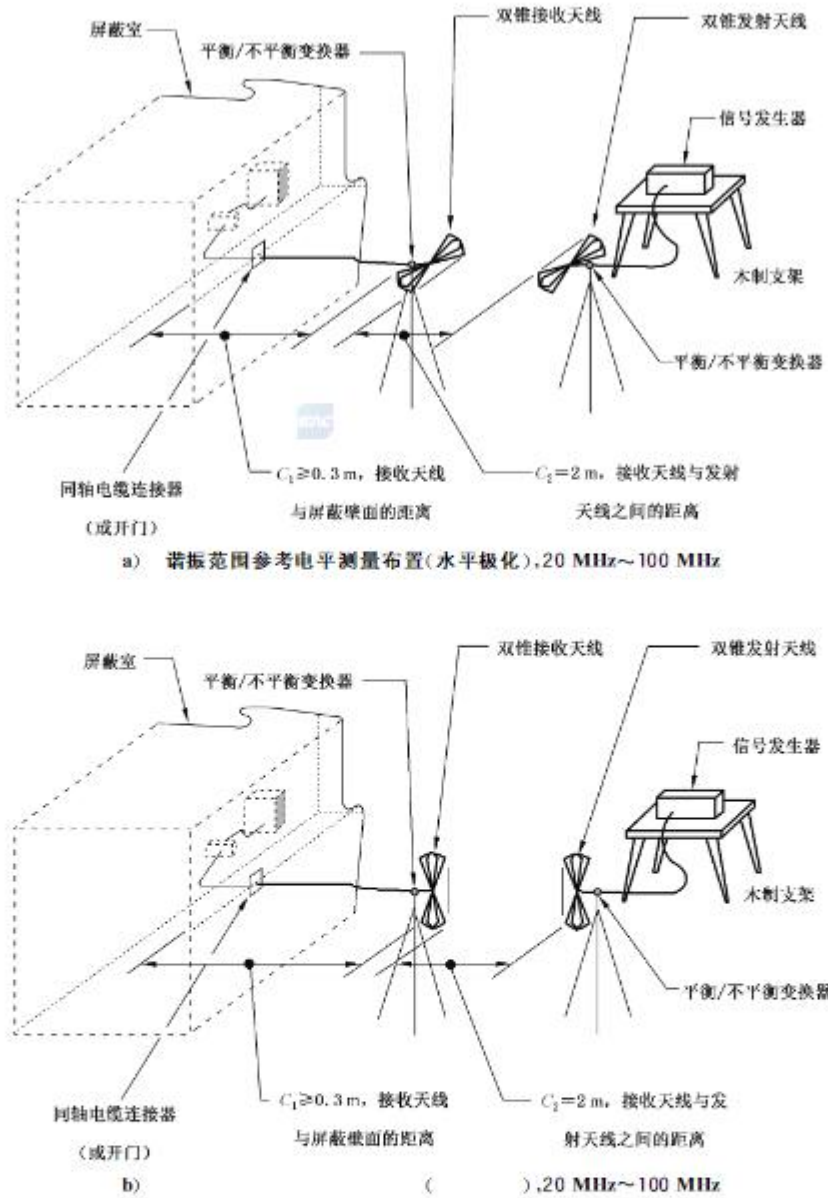 双锥接收天线
双锥发射天线
屏蔽室
平衡/不平衡变换器
信号发生器
木制支架
平衡/不平衡变换器
同轴电缆连接器
(或开门)
C₁≥0.3 m, 接收天线
与屏蔽壁面的距离
C₂=2 m, 接收天线与发射
天线之间的距离
a) 谐振范围参考电平测量布置(水平极化),20 MHz~100 MHz
双锥接收天线
双锥发射天线
屏蔽室
平衡/不平衡变换器
信号发生器
木制支架
平衡/不平衡变换器
同轴电缆连接器
(或开门)
C₁≥0.3 m, 接收天线
与屏蔽壁面的距离
C₂=2 m, 接收天线与发
射天线之间的距离
b) ( ),20 MHz~100 MHz